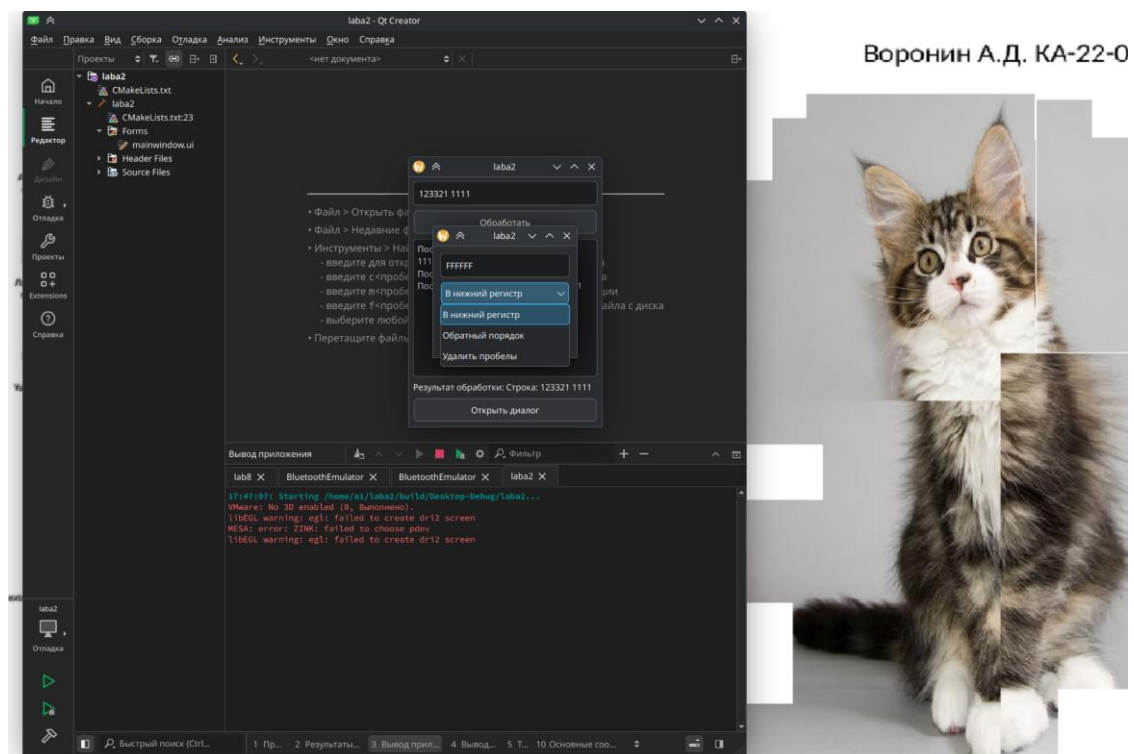 laba2 - Qt Creator
Файл Правка Вид Сборка Отладка Анализ Инструменты Окно Справка
Проекты
<нет документа>
Воронин А.Д. КА-22-0
Начало
Редактор
Дизайн
Отладка
Проекты
Extensions
Справка
laba2
CMakeLists.txt
laba2
CMakeLists.txt:23
Forms
mainwindow.ui
Header Files
Source Files
• Файл > Открыть
• Файл > Недавние
• Инструменты >
- введите для
- введите
- введите
- введите
айла с диска
- выберите любой
• Перетащите
laba2
123321 1111
Обработать
Результат обработки: Строка: 123321 1111
Открыть диалог
laba2
FFFFFF
В нижний регистр
В нижний регистр
Обратный порядок
Удалить пробелы
Вывод приложения
Фильтр
lab8
BluetoothEmulator
BluetoothEmulator
laba2
17:47:07: Starting /home/a1/laba2/build/Desktop-Debug/laba2...
VMware: No 3D enabled (0, Выполнено).
libEGL warning: egl: failed to create dri2 screen
MESA: error: ZINK: failed to choose pdev
libEGL warning: egl: failed to create dri2 screen
laba2
Отладка
Быстрый поиск (Ctrl...
1 Пр...
2 Результаты...
3 Вывод прил...
4 Вывод...
5 Т...
10 Основные соо...